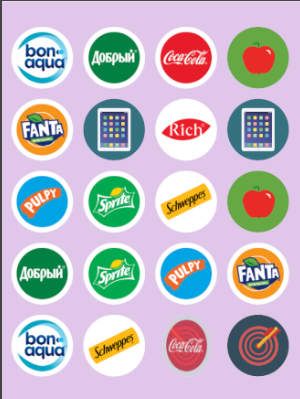 bon
aqua
Добрый
Coca-Cola
FANTA
Rich
PULPY
Sprite
Schweppes
Добрый
Sprite
PULPY
FANTA
bon
aqua
Schweppes
Coca-Cola